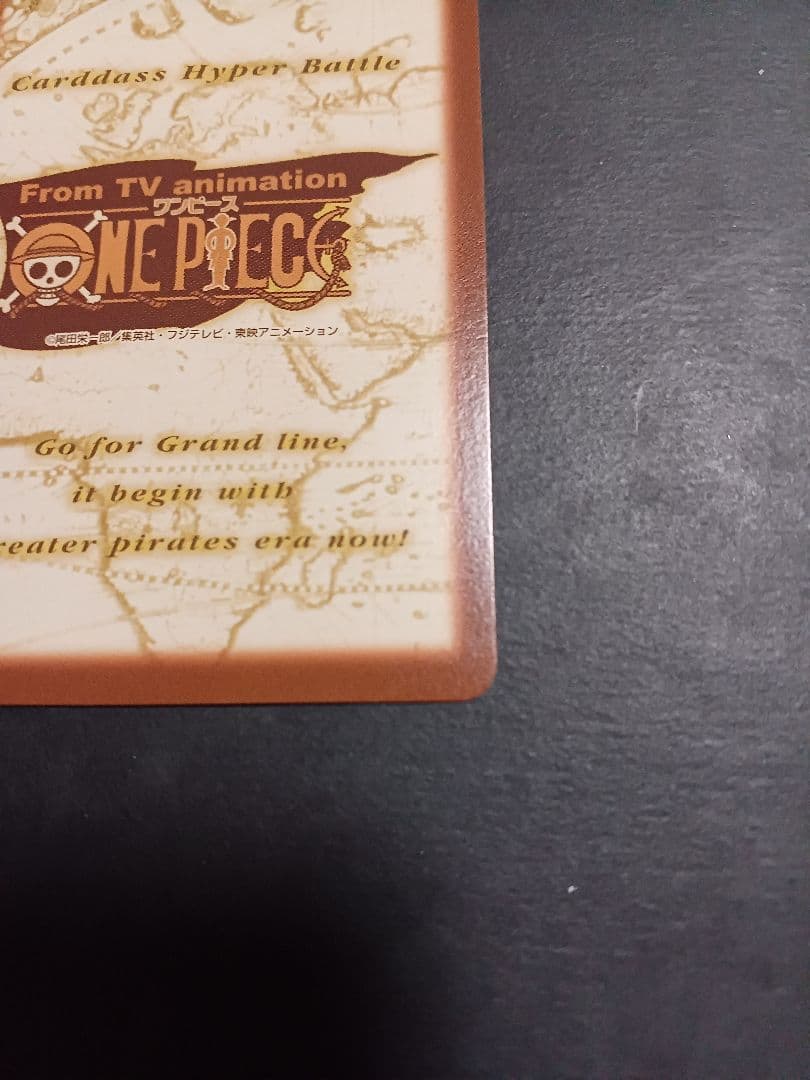 Carddass Hyper Battle
From TV animation
ワンピース
ONE PIECE
©尾田栄一郎／集英社・フジテレビ・東映アニメーション
Go for Grand line,
it begin with
reater pirates era now!